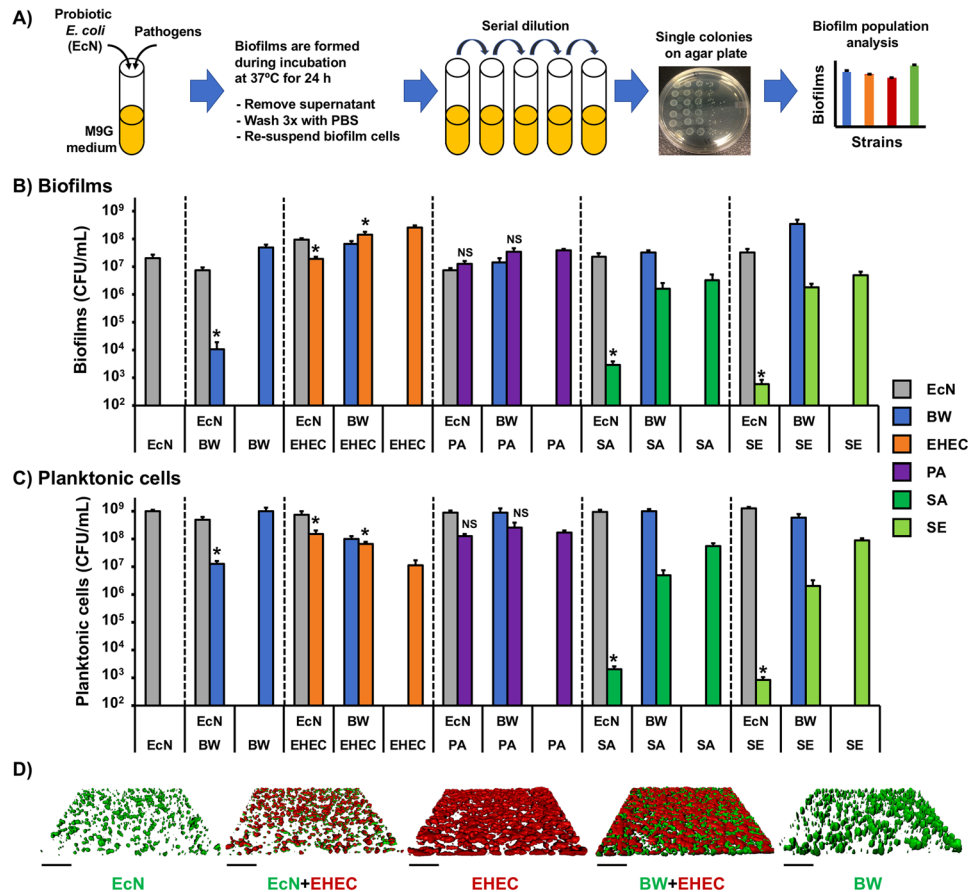 A)
Probiotic
E. coli
(EcN)
Pathogens
M9G
medium
Biofilms are formed
during incubation
at 37ºC for 24 h
- Remove supernatant
- Wash 3x with PBS
- Re-suspend biofilm cells
Serial dilution
Single colonies
on agar plate
Biofilm population
analysis
Biofilms
Strains
B) Biofilms
Biofilms (CFU/mL)
10⁹
10⁸
10⁷
10⁶
10⁵
10⁴
10³
10²
* * * NS NS * *
EcN EcN BW EcN BW EcN BW EcN BW
EcN BW BW EHEC EHEC EHEC PA PA PA SA SA SA SE SE SE
EcN
BW
EHEC
PA
SA
SE
C) Planktonic cells
Planktonic cells (CFU/mL)
10⁹
10⁸
10⁷
10⁶
10⁵
10⁴
10³
10²
* * * NS NS * *
EcN EcN BW EcN BW EcN BW EcN BW
EcN BW BW EHEC EHEC EHEC PA PA PA SA SA SA SE SE SE
D)
EcN EcN+EHEC EHEC BW+EHEC BW